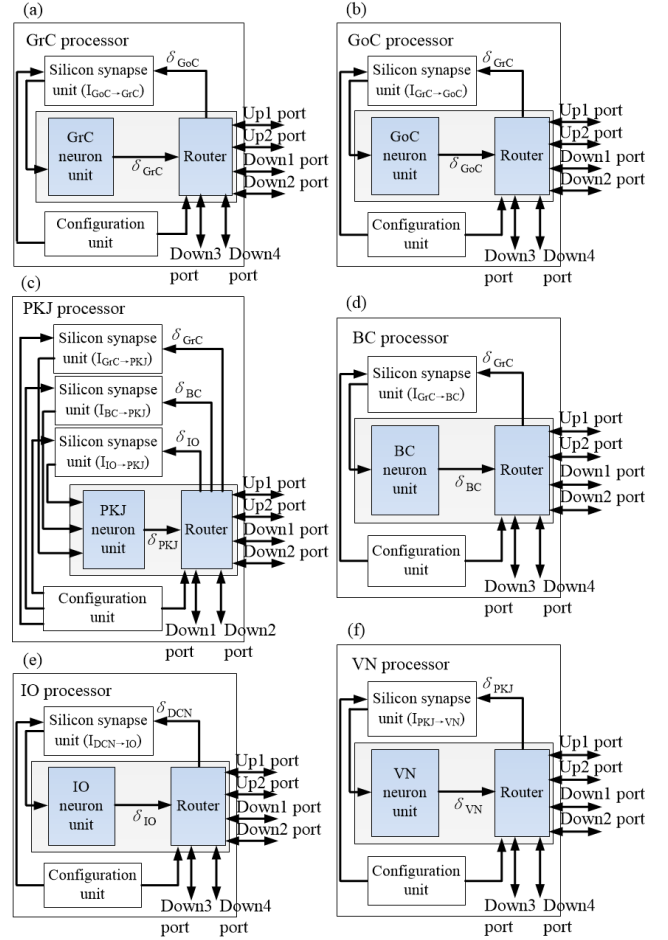 (a)
GrC processor
Silicon synapse
unit (I_GoC→GrC)
δ_GoC
GrC
neuron
unit
δ_GrC
Router
Up1 port
Up2 port
Down1 port
Down2 port
Configuration
unit
Down3
port
Down4
port
(b)
GoC processor
Silicon synapse
unit (I_GrC→GoC)
δ_GrC
GoC
neuron
unit
δ_GoC
Router
Up1 port
Up2 port
Down1 port
Down2 port
Configuration
unit
Down3
port
Down4
port
(c)
PKJ processor
Silicon synapse
unit (I_GrC→PKJ)
δ_GrC
Silicon synapse
unit (I_BC→PKJ)
δ_BC
Silicon synapse
unit (I_IO→PKJ)
δ_IO
PKJ
neuron
unit
δ_PKJ
Router
Up1 port
Up2 port
Down1 port
Down2 port
Configuration
unit
Down1
port
Down2
port
(d)
BC processor
Silicon synapse
unit (I_GrC→BC)
δ_GrC
BC
neuron
unit
δ_BC
Router
Up1 port
Up2 port
Down1 port
Down2 port
Configuration
unit
Down3
port
Down4
port
(e)
IO processor
Silicon synapse
unit (I_DCN→IO)
δ_DCN
IO
neuron
unit
δ_IO
Router
Up1 port
Up2 port
Down1 port
Down2 port
Configuration
unit
Down3
port
Down4
port
(f)
VN processor
Silicon synapse
unit (I_PKJ→VN)
δ_PKJ
VN
neuron
unit
δ_VN
Router
Up1 port
Up2 port
Down1 port
Down2 port
Configuration
unit
Down3
port
Down4
port